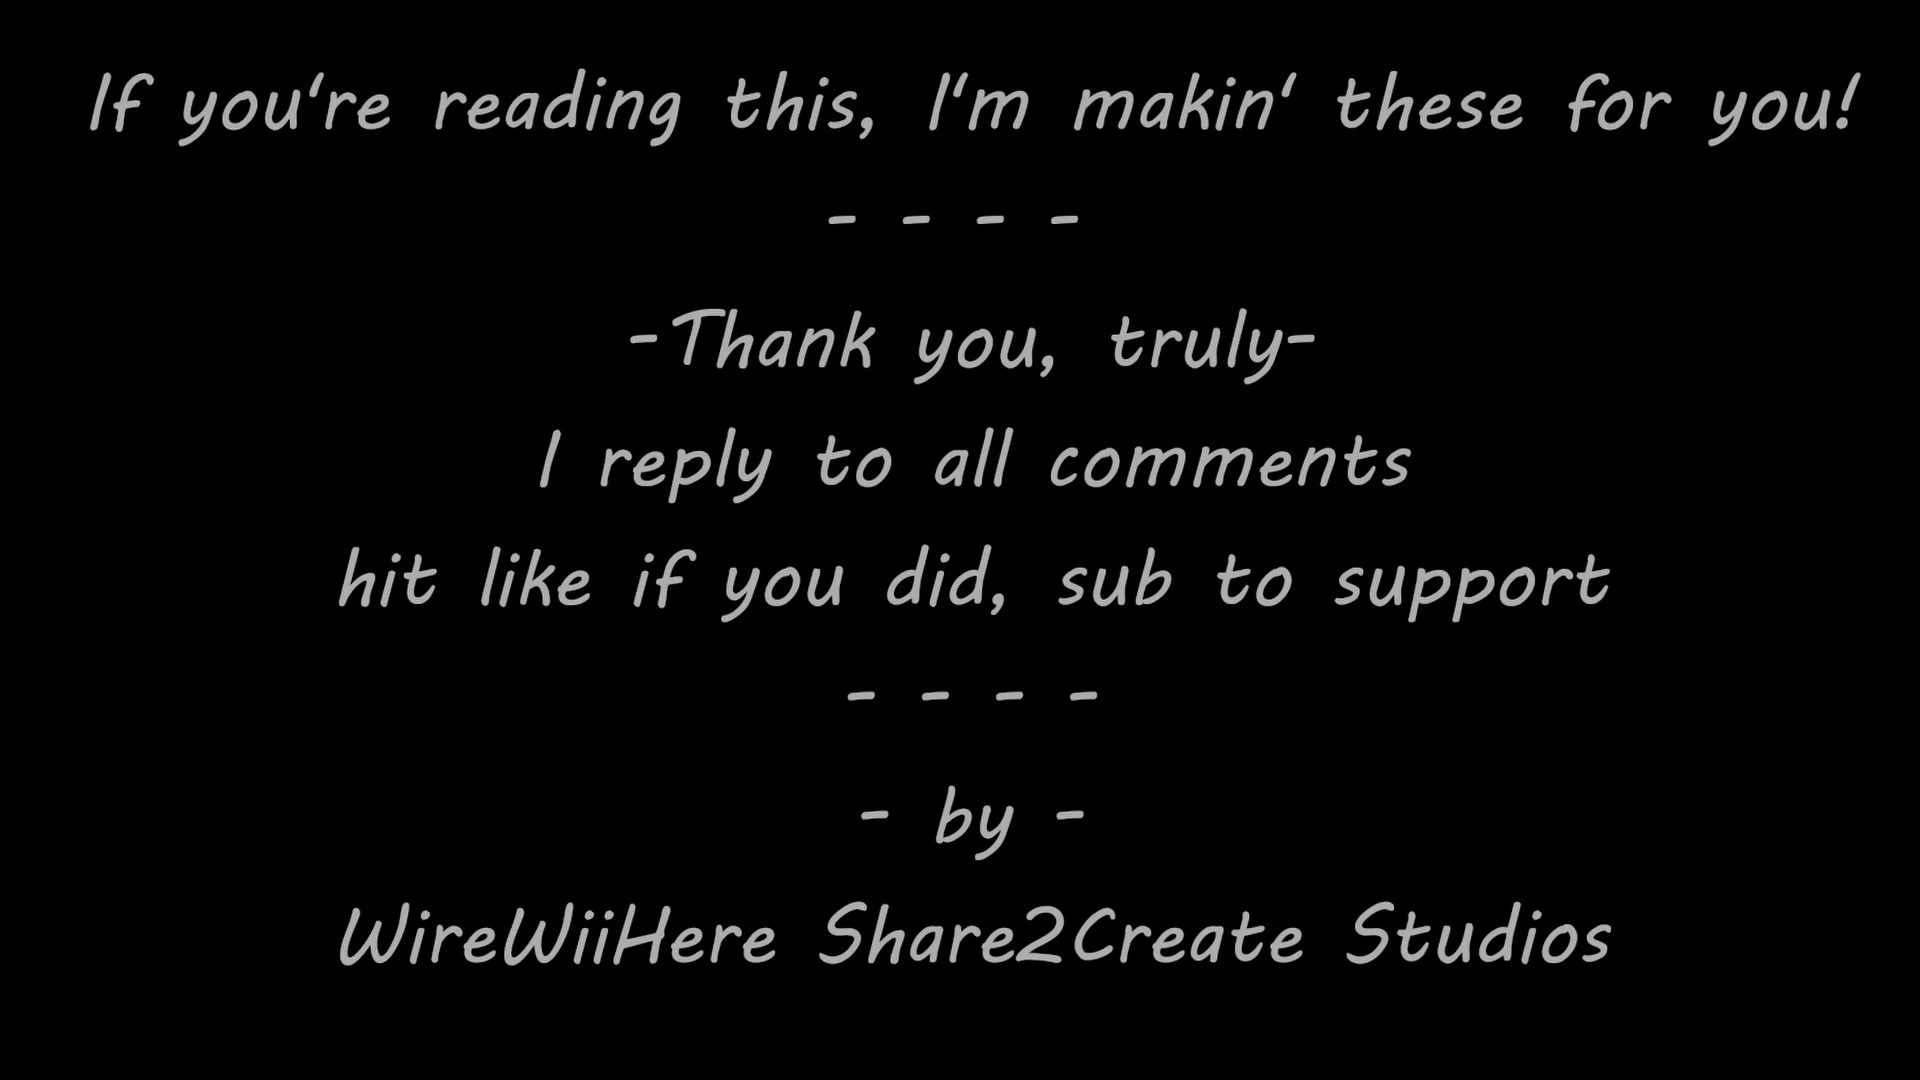 If you're reading this, I'm makin' these for you!
- - - -
-Thank you, truly-
I reply to all comments
hit like if you did, sub to support
- - - -
- by -
WireWiiHere Share2Create Studios